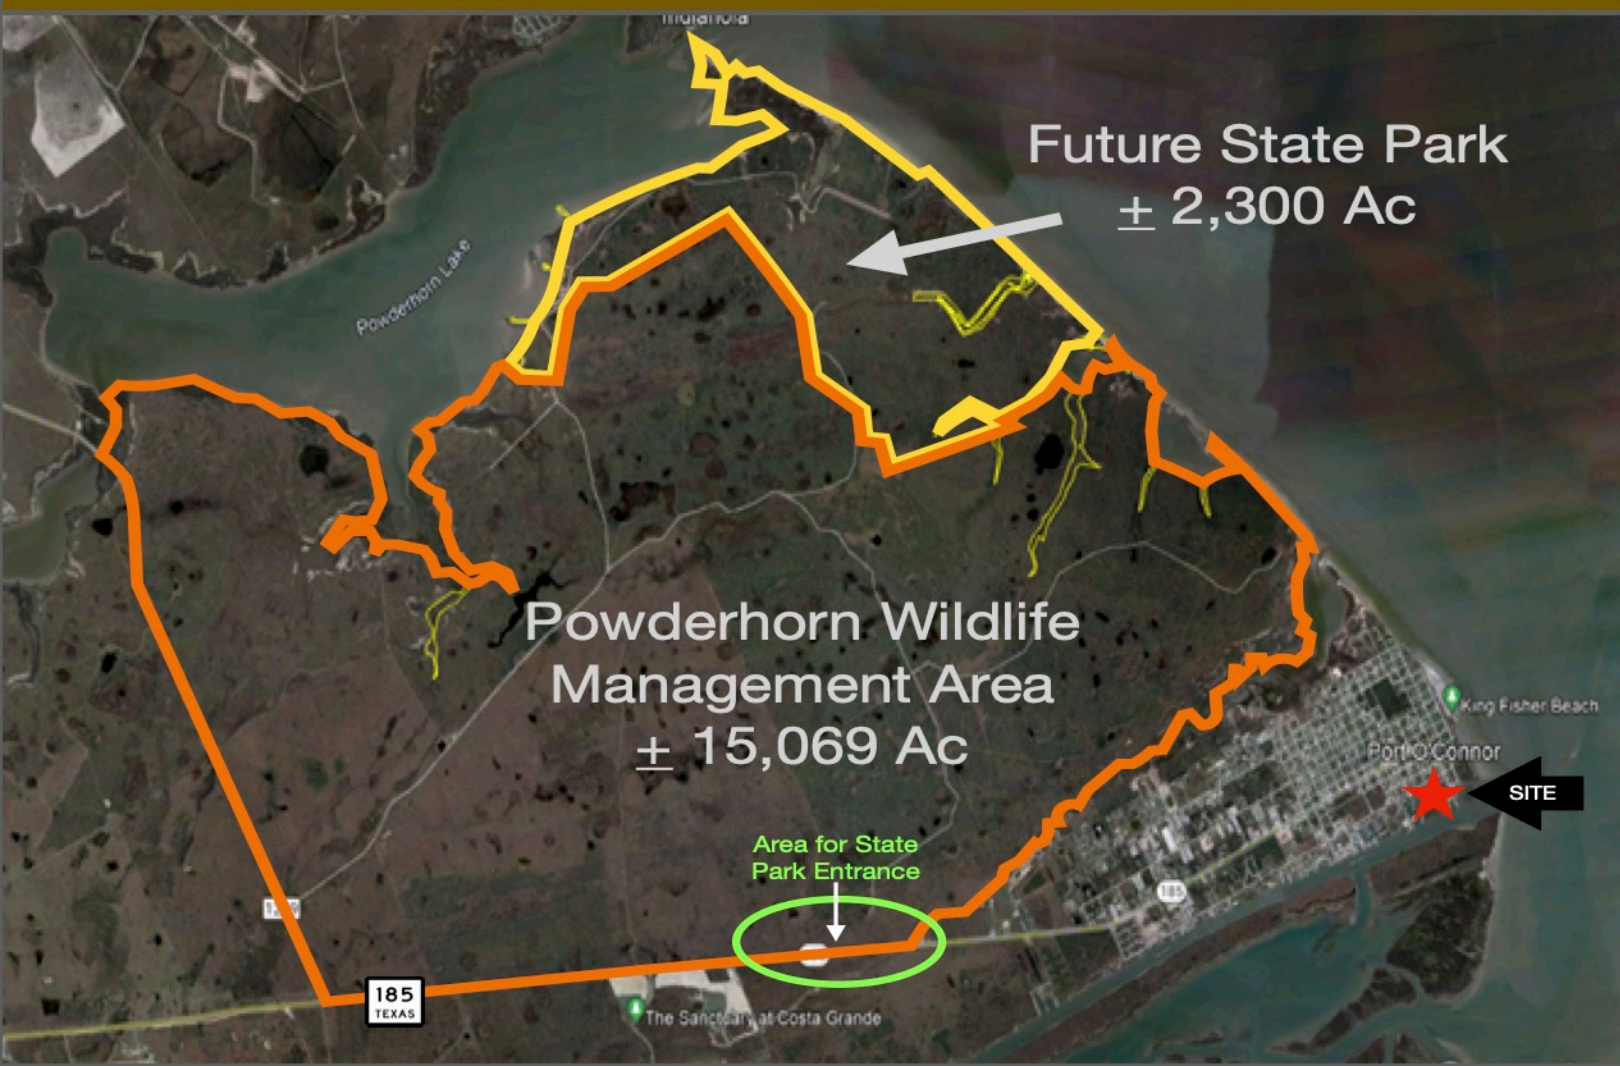 Future State Park
± 2,300 Ac
Powderhorn Lake
Powderhorn Wildlife
Management Area
± 15,069 Ac
King Fisher Beach
Port O'Connor
SITE
Area for State
Park Entrance
185
185
TEXAS
The Sanctuary at Costa Grande